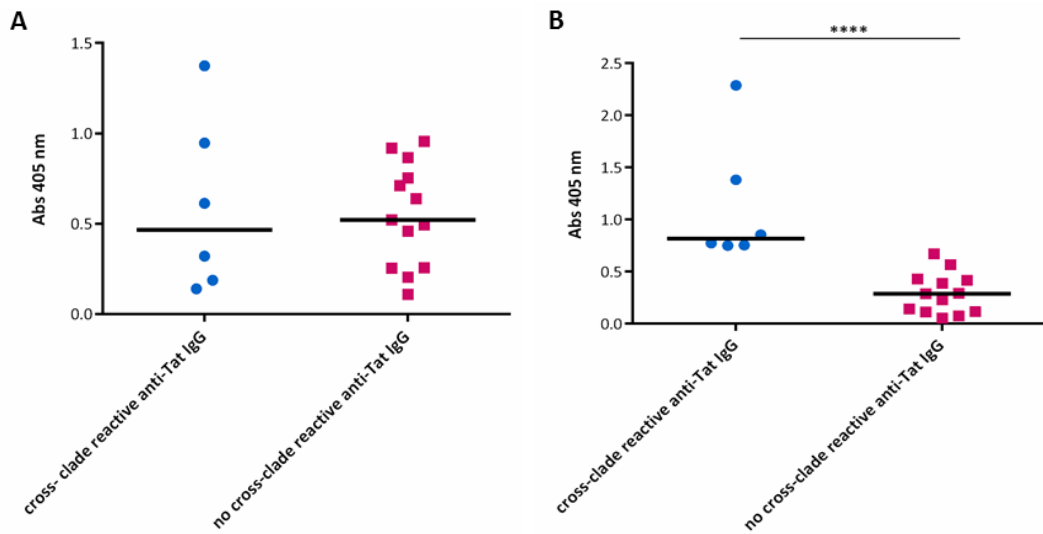 A
1.5
1.0
0.5
0.0
Abs 405 nm
cross- clade reactive anti-Tat IgG
no cross-clade reactive anti-Tat IgG
B
****
2.5
2.0
1.5
1.0
0.5
0.0
Abs 405 nm
cross-clade reactive anti-Tat IgG
no cross-clade reactive anti-Tat IgG